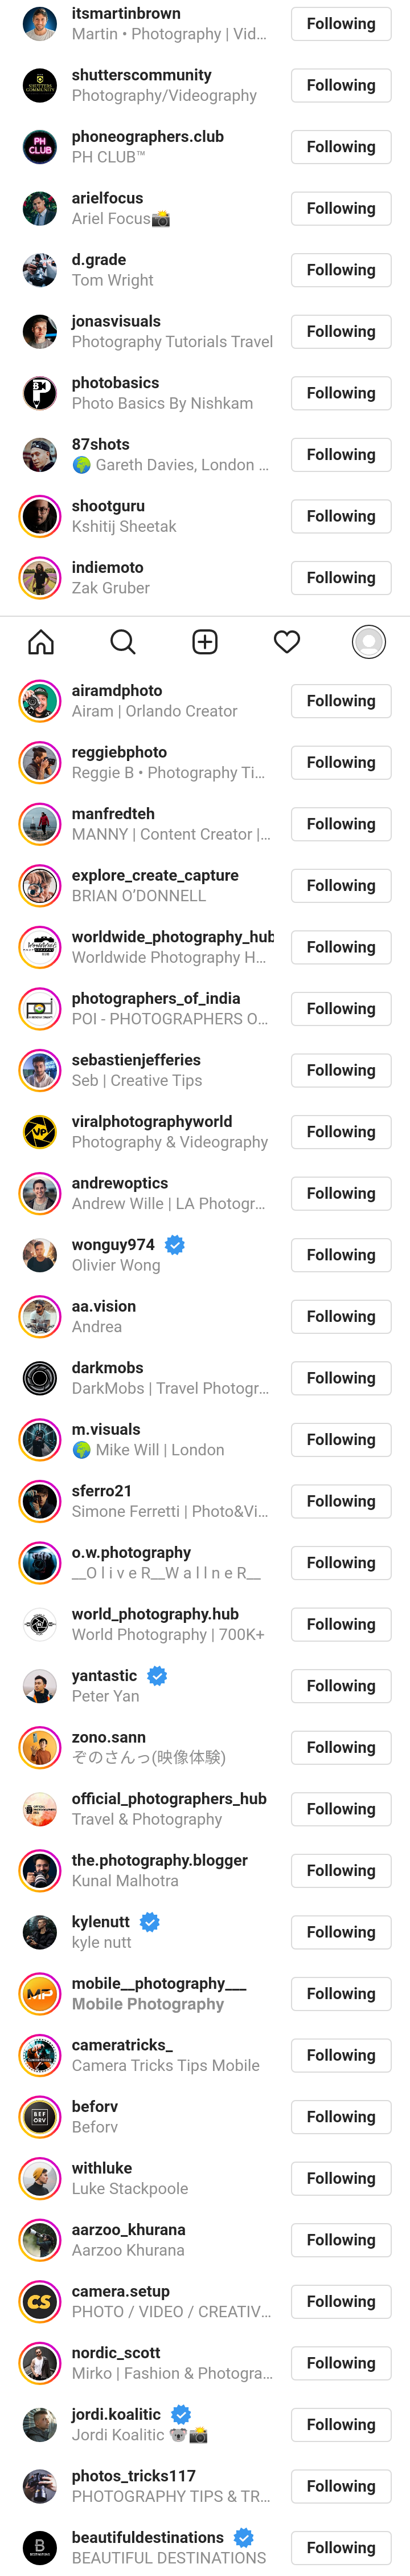 itsmartinbrown
Martin • Photography | Vid...
Following
shutterscommunity
Photography/Videography
Following
PH
CLUB
phoneographers.club
PH CLUB™
Following
arielfocus
Ariel Focus📸
Following
d.grade
Tom Wright
Following
jonasvisuals
Photography Tutorials Travel
Following
photobasics
Photo Basics By Nishkam
Following
87shots
🌍 Gareth Davies, London ...
Following
shootguru
Kshitij Sheetak
Following
indiemoto
Zak Gruber
Following
airamdphoto
Airam | Orlando Creator
Following
reggiebphoto
Reggie B • Photography Ti...
Following
manfredteh
MANNY | Content Creator |...
Following
explore_create_capture
BRIAN O’DONNELL
Following
worldwide_photography_hub
Worldwide Photography H...
Following
photographers_of_india
POI - PHOTOGRAPHERS O...
Following
sebastienjefferies
Seb | Creative Tips
Following
VP
viralphotographyworld
Photography & Videography
Following
andrewoptics
Andrew Wille | LA Photogr...
Following
wonguy974
Olivier Wong
Following
aa.vision
Andrea
Following
darkmobs
DarkMobs | Travel Photogr...
Following
m.visuals
🌍 Mike Will | London
Following
sferro21
Simone Ferretti | Photo&Vi...
Following
o.w.photography
__O l i v e R__W a l l n e R__
Following
world_photography.hub
World Photography | 700K+
Following
yantastic
Peter Yan
Following
zono.sann
ぞのさんっ(映像体験)
Following
official_photographers_hub
Travel & Photography
Following
the.photography.blogger
Kunal Malhotra
Following
kylenutt
kyle nutt
Following
MP
mobile__photography___
Mobile Photography
Following
cameratricks_
Camera Tricks Tips Mobile
Following
BEF
ORV
beforv
Beforv
Following
withluke
Luke Stackpoole
Following
aarzoo_khurana
Aarzoo Khurana
Following
CS
camera.setup
PHOTO / VIDEO / CREATIV...
Following
nordic_scott
Mirko | Fashion & Photogra...
Following
jordi.koalitic
Jordi Koalitic 🐨📸
Following
photos_tricks117
PHOTOGRAPHY TIPS & TR...
Following
B
beautifuldestinations
BEAUTIFUL DESTINATIONS
Following